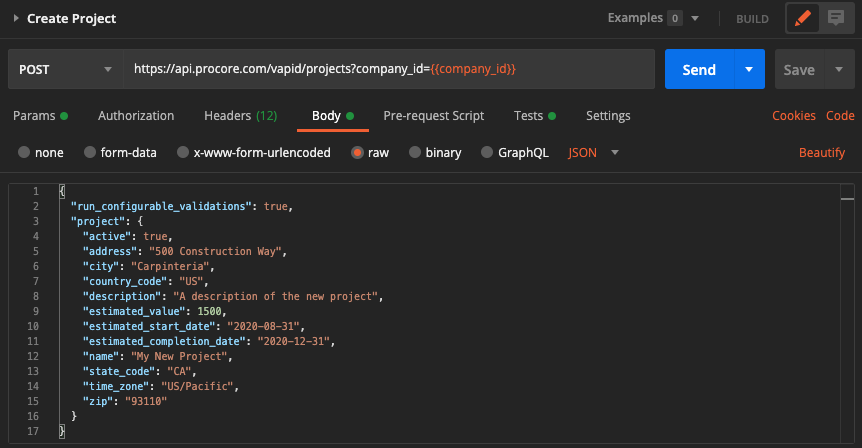 Create Project
Examples 0
BUILD
POST
https://api.procore.com/vapid/projects?company_id={{company_id}}
Send
Save
Params
Authorization
Headers (12)
Body
Pre-request Script
Tests
Settings
Cookies
Code
none
form-data
x-www-form-urlencoded
raw
binary
GraphQL
JSON
Beautify
1 {
2 "run_configurable_validations": true,
3 "project": {
4 "active": true,
5 "address": "500 Construction Way",
6 "city": "Carpinteria",
7 "country_code": "US",
8 "description": "A description of the new project",
9 "estimated_value": 1500,
10 "estimated_start_date": "2020-08-31",
11 "estimated_completion_date": "2020-12-31",
12 "name": "My New Project",
13 "state_code": "CA",
14 "time_zone": "US/Pacific",
15 "zip": "93110"
16 }
17 }